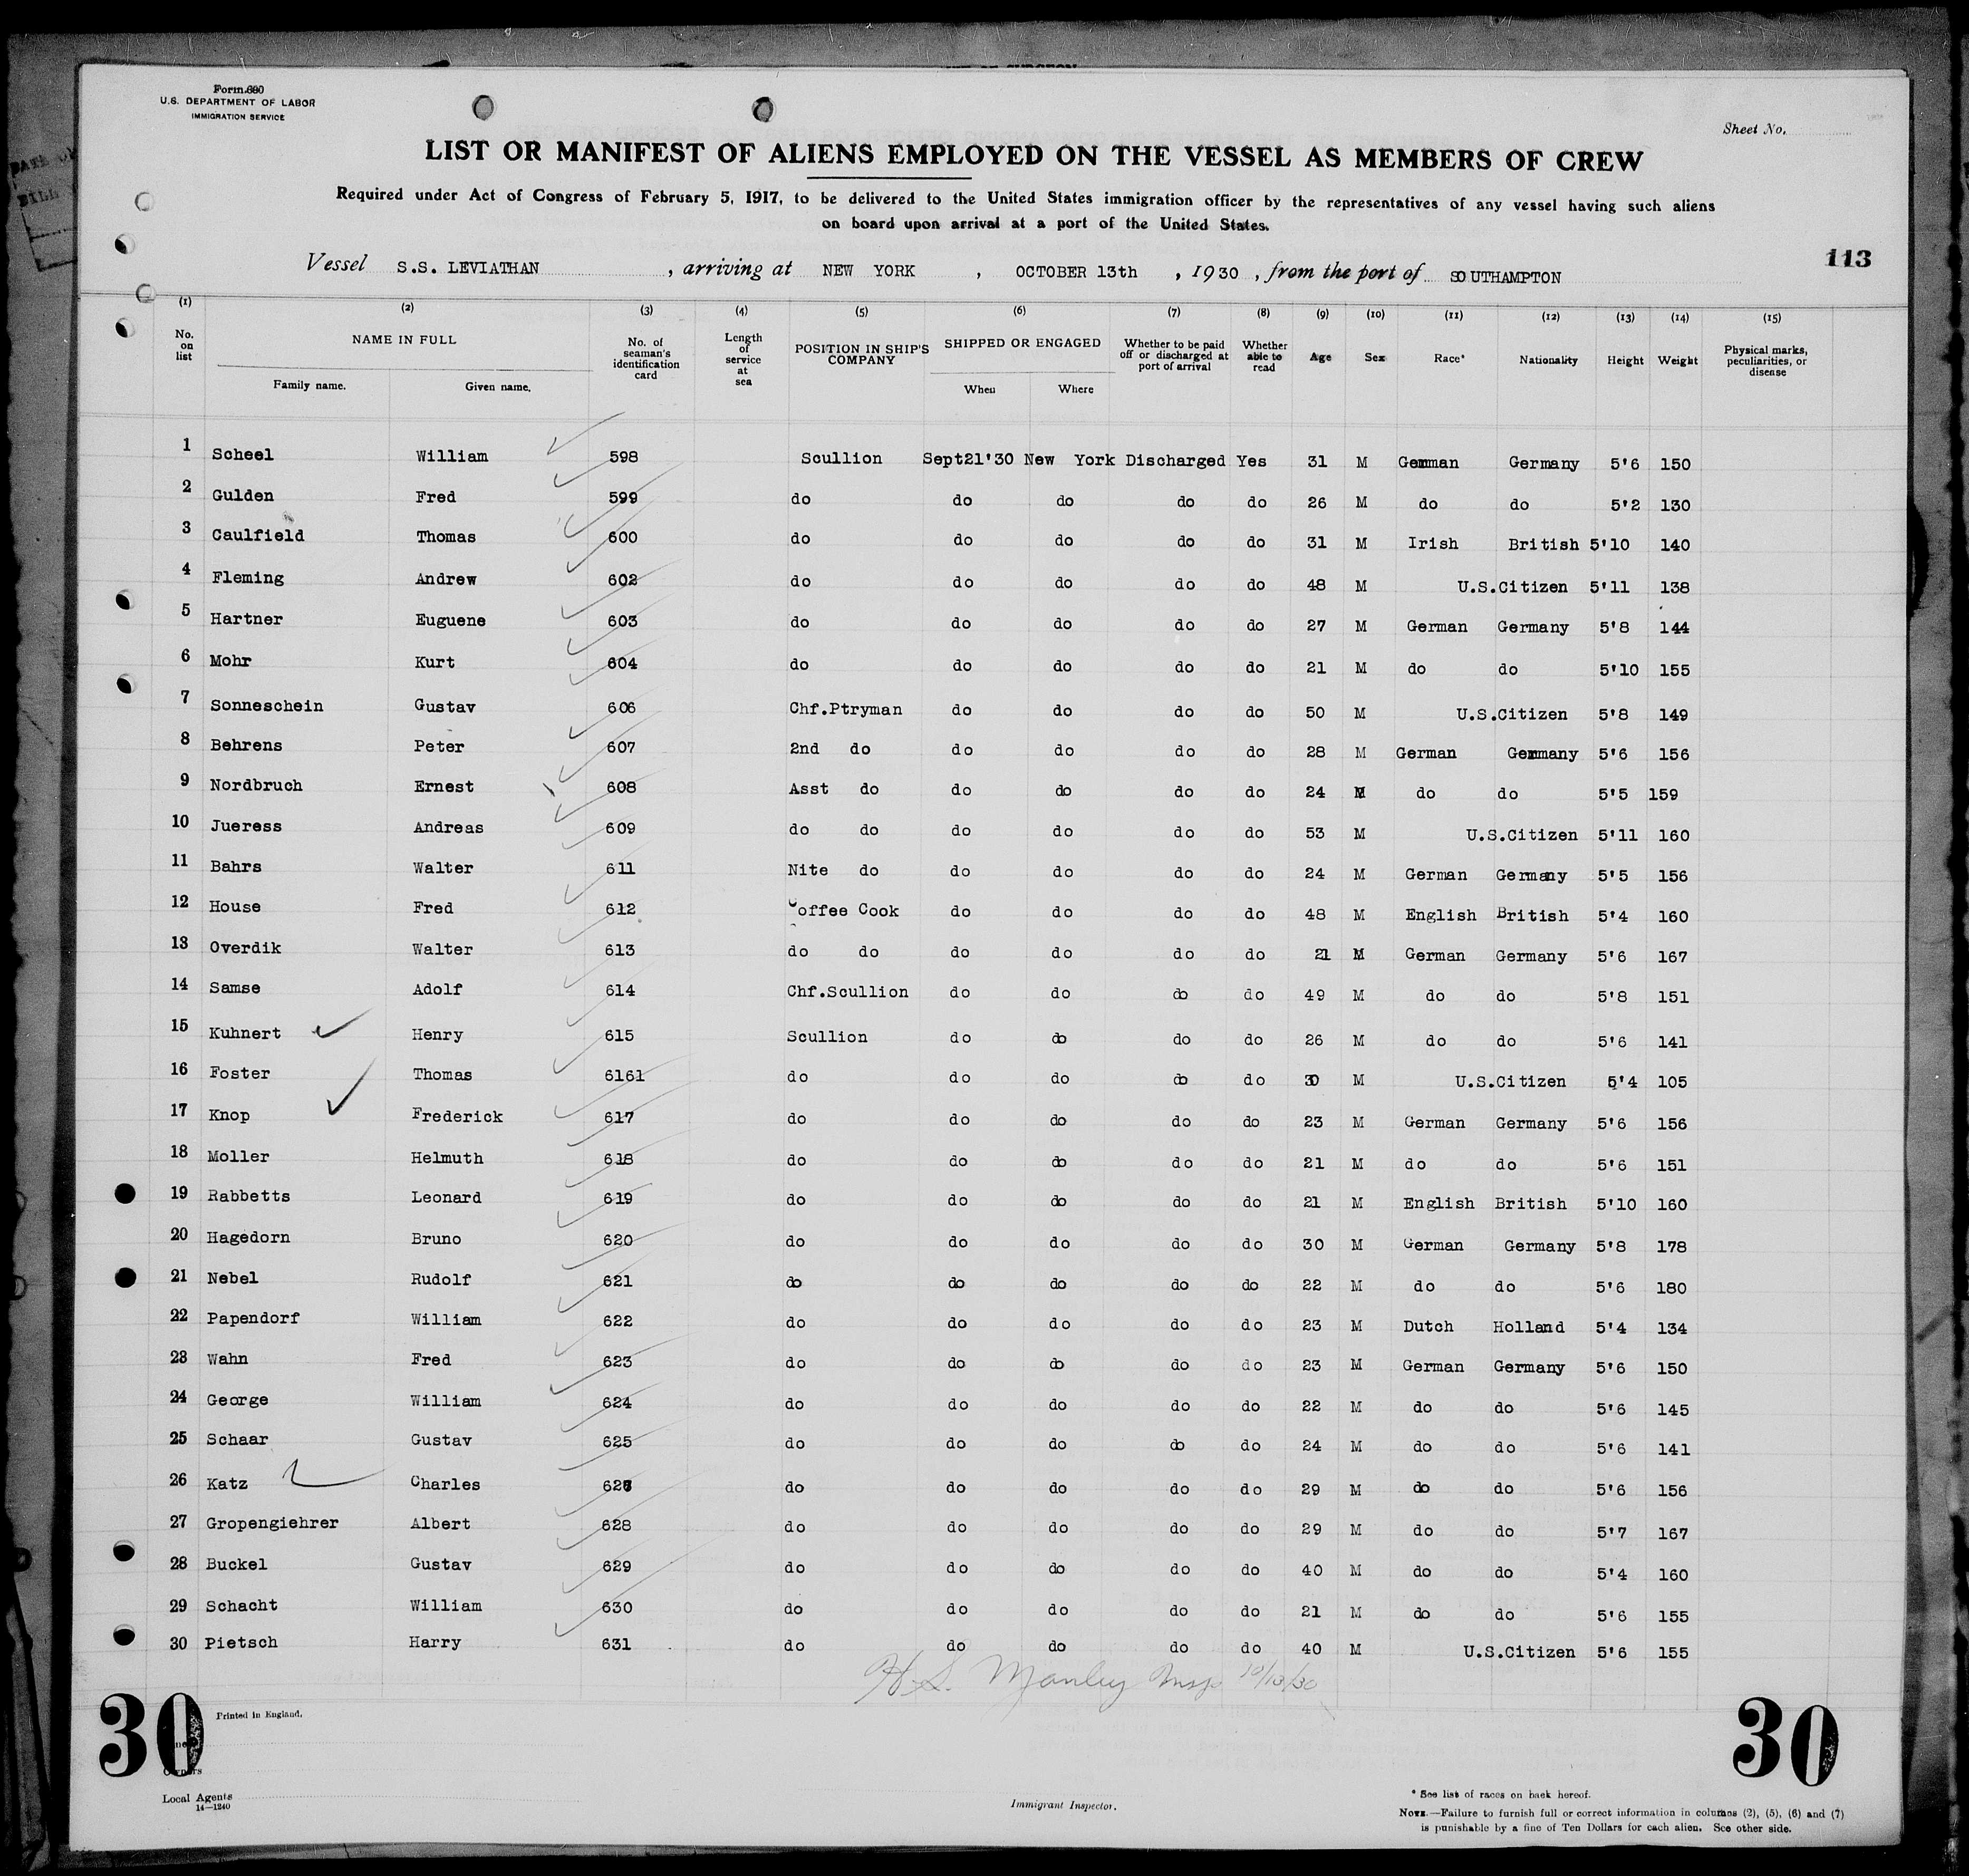 Form 680
U.S. DEPARTMENT OF LABOR
IMMIGRATION SERVICE
Sheet No.
LIST OR MANIFEST OF ALIENS EMPLOYED ON THE VESSEL AS MEMBERS OF CREW
Required under Act of Congress of February 5, 1917, to be delivered to the United States immigration officer by the representatives of any vessel having such aliens
on board upon arrival at a port of the United States.
113
Vessel S.S. LEVIATHAN , arriving at NEW YORK , OCTOBER 13th , 1930 , from the port of SOUTHAMPTON
(1) (2) (3) (4) (5) (6) (7) (8) (9) (10) (11) (12) (13) (14) (15)
No. on list NAME IN FULL Family name. Given name. No. of seaman's identification card Length of service at sea POSITION IN SHIP'S COMPANY SHIPPED OR ENGAGED When Where Whether to be paid off or discharged at port of arrival Whether able to read Age Sex Race* Nationality Height Weight Physical marks, peculiarities, or disease
1 Scheel William 598 Scullion Sept21'30 New York Discharged Yes 31 M German Germany 5'6 150
2 Gulden Fred 599 do do do do do 26 M do do 5'2 130
3 Caulfield Thomas 600 do do do do do 31 M Irish British 5'10 140
4 Fleming Andrew 602 do do do do do 48 M U.S.Citizen 5'11 138
5 Hartner Euguene 603 do do do do do 27 M German Germany 5'8 144
6 Mohr Kurt 604 do do do do do 21 M do do 5'10 155
7 Sonneschein Gustav 606 Chf.Ptryman do do do do 50 M U.S.Citizen 5'8 149
8 Behrens Peter 607 2nd do do do do do 28 M German Germany 5'6 156
9 Nordbruch Ernest 608 Asst do do do do do 24 M do do 5'5 159
10 Jueress Andreas 609 do do do do do do 53 M U.S.Citizen 5'11 160
11 Bahrs Walter 611 Nite do do do do do 24 M German Germany 5'5 156
12 House Fred 612 Coffee Cook do do do do 48 M English British 5'4 160
13 Overdik Walter 613 do do do do do do 21 M German Germany 5'6 167
14 Samse Adolf 614 Chf.Scullion do do do do 49 M do do 5'8 151
15 Kuhnert Henry 615 Scullion do do do do 26 M do do 5'6 141
16 Foster Thomas 6161 do do do do do 30 M U.S.Citizen 5'4 105
17 Knop Frederick 617 do do do do do 23 M German Germany 5'6 156
18 Moller Helmuth 618 do do do do do 21 M do do 5'6 151
19 Rabbetts Leonard 619 do do do do do 21 M English British 5'10 160
20 Hagedorn Bruno 620 do do do do do 30 M German Germany 5'8 178
21 Nebel Rudolf 621 do do do do do 22 M do do 5'6 180
22 Papendorf William 622 do do do do do 23 M Dutch Holland 5'4 134
23 Wahn Fred 623 do do do do do 23 M German Germany 5'6 150
24 George William 624 do do do do do 22 M do do 5'6 145
25 Schaar Gustav 625 do do do do do 24 M do do 5'6 141
26 Katz Charles 627 do do do do do 29 M do do 5'6 156
27 Gropengiehrer Albert 628 do do do do do 29 M do do 5'7 167
28 Buckel Gustav 629 do do do do do 40 M do do 5'4 160
29 Schacht William 630 do do do do do 21 M do do 5'6 155
30 Pietsch Harry 631 do do do do do 40 M U.S.Citizen 5'6 155
H.S. Manley Insp 10/13/30
30 Printed in England. 30
Owners
Local Agents
14—1240
Immigrant Inspector.
* See list of races on back hereof.
NOTE.—Failure to furnish full or correct information in columns (2), (5), (6) and (7)
is punishable by a fine of Ten Dollars for each alien. See other side.